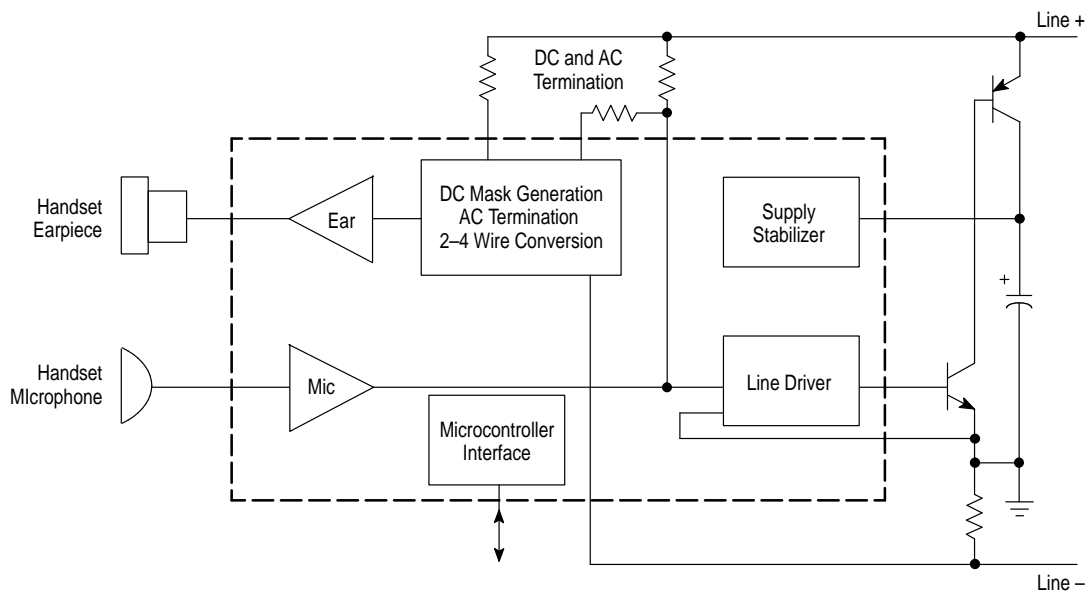 Line +
DC and AC
Termination
Handset
Earpiece
Ear
DC Mask Generation
AC Termination
2–4 Wire Conversion
Supply
Stabilizer
+
Handset
MIcrophone
Mic
Line Driver
Microcontroller
Interface
Line –